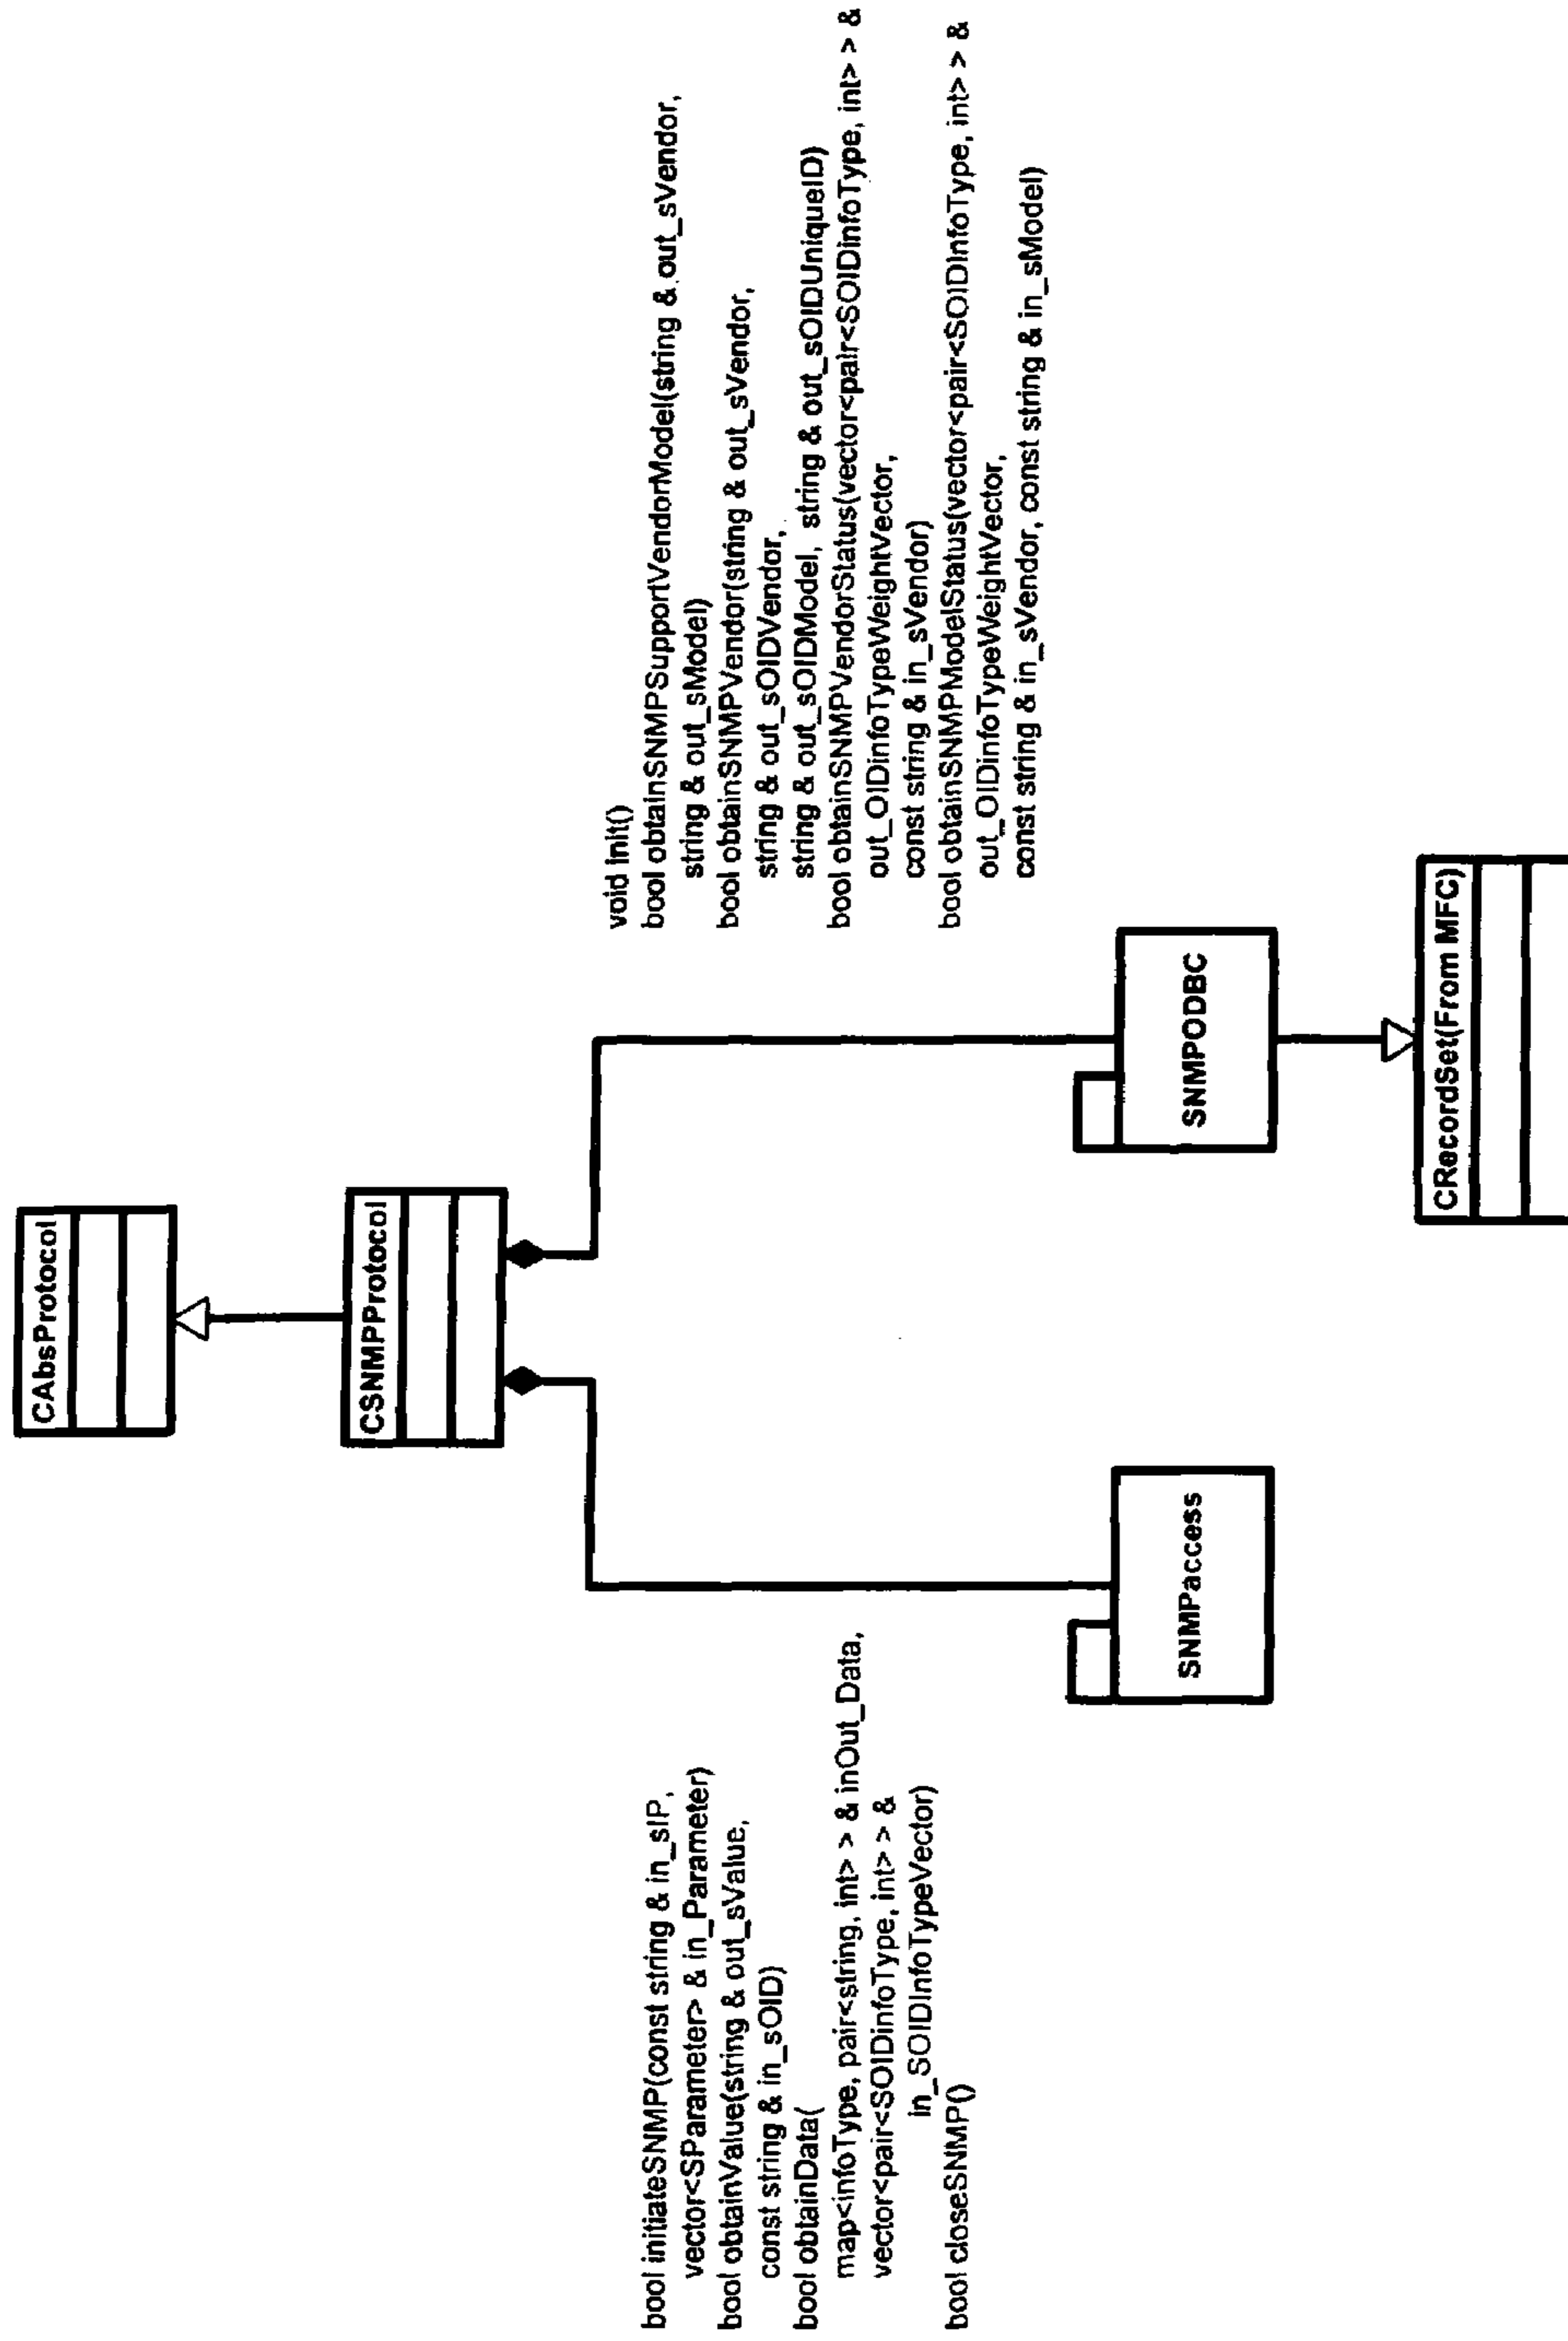 CAbsProtocol
CSNMPProtocol
bool initiateSNMP(const string & in_sIP,
vector<SParameter> & in_Parameter)
bool obtainValue(string & out_sValue,
const string & in_sOID)
bool obtainData(
map<infoType, pair<string, int> > & inOut_Data,
vector<pair<SOIDinfoType, int> > &
in_SOIDInfoTypeVector)
bool closeSNMP()
void init()
bool obtainSNMPSupportVendorModel(string & out_sVendor,
string & out_sModel)
bool obtainSNMPVendor(string & out_sVendor,
string & out_sOIDVendor,
string & out_sOIDModel, string & out_sOIDUniqueID)
bool obtainSNMPVendorStatus(vector<pair<SOIDinfoType, int> > &
out_OIDinfoTypeWeightVector,
const string & in_sVendor)
bool obtainSNMPModelStatus(vector<pair<SOIDInfoType, int> > &
out_OIDinfoTypeWeightVector,
const string & in_sVendor, const string & in_sModel)
SNMPaccess
SNMPODBC
CRecordSet(From MFC)